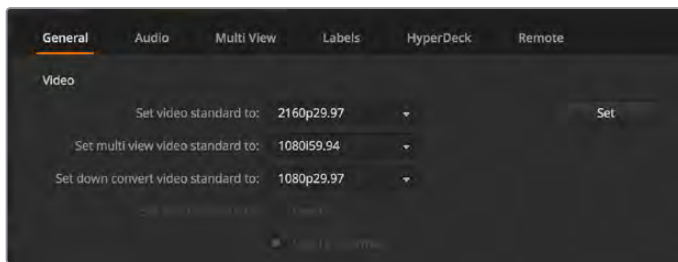 General Audio Multi View Labels HyperDeck Remote
Video
Set video standard to: 2160p29.97 Set
Set multi view video standard to: 1080i59.94
Set down convert video standard to: 1080p29.97